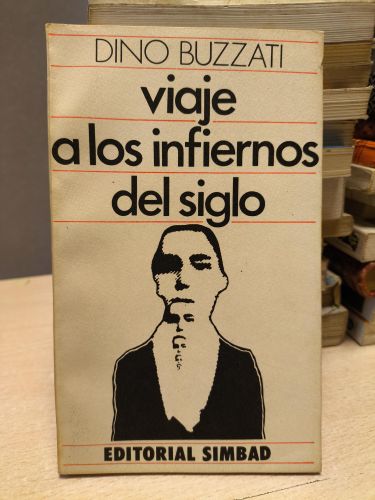 DINO BUZZATI
viaje
a los infiernos
del siglo
EDITORIAL SIMBAD